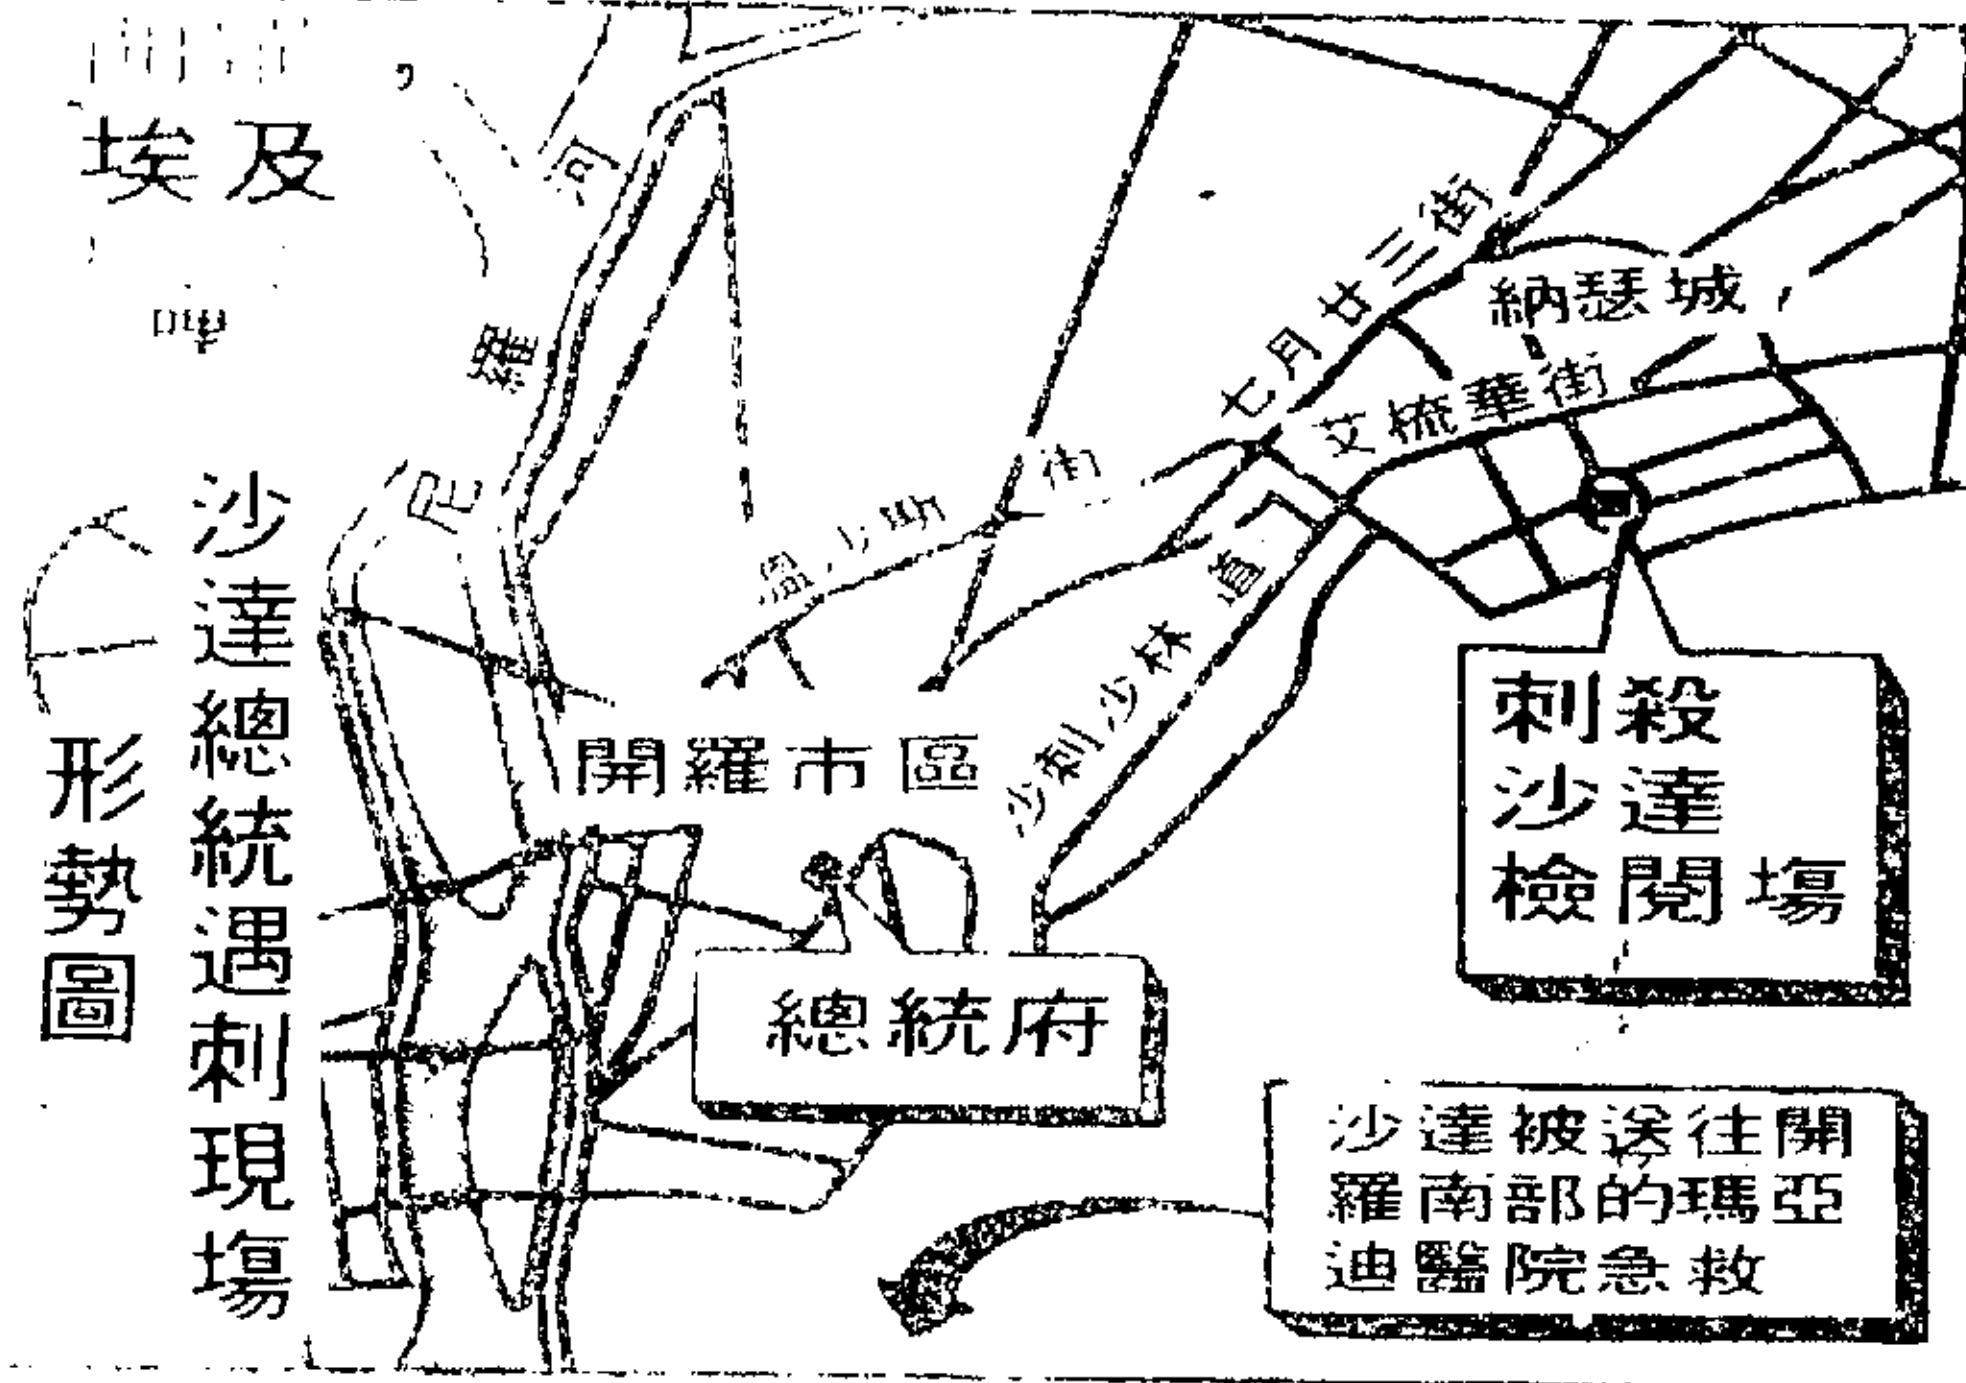 埃及
沙達總統遇刺現場
形勢圖
尼羅河
七月廿三街
納瑟城
艾梳華街
街
沙刺沙林道
開羅市區
刺殺
沙達
檢閱場
總統府
沙達被送往開
羅南部的瑪亞
迪醫院急救